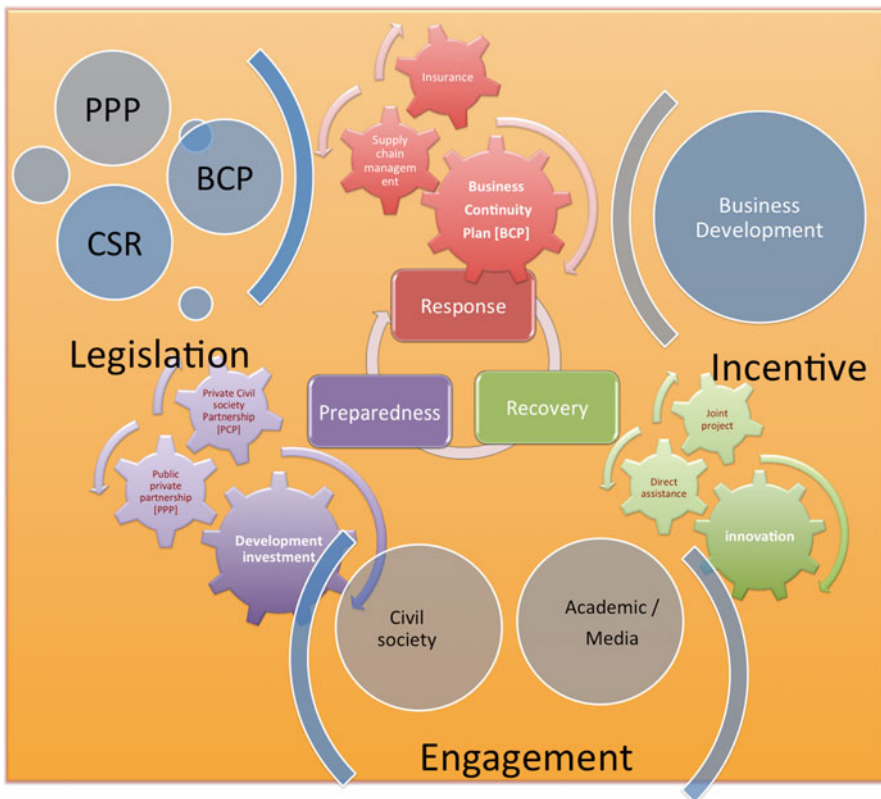 PPP
BCP
CSR
Legislation
Insurance
Supply
chain
managem
ent
Business
Continuity
Plan [BCP]
Response
Preparedness
Recovery
Business
Development
Incentive
Private Civil
society
Partnership
[PCP]
Public
private
partnership
[PPP]
Development
investment
Joint
project
Direct
assistance
innovation
Civil
society
Academic /
Media
Engagement